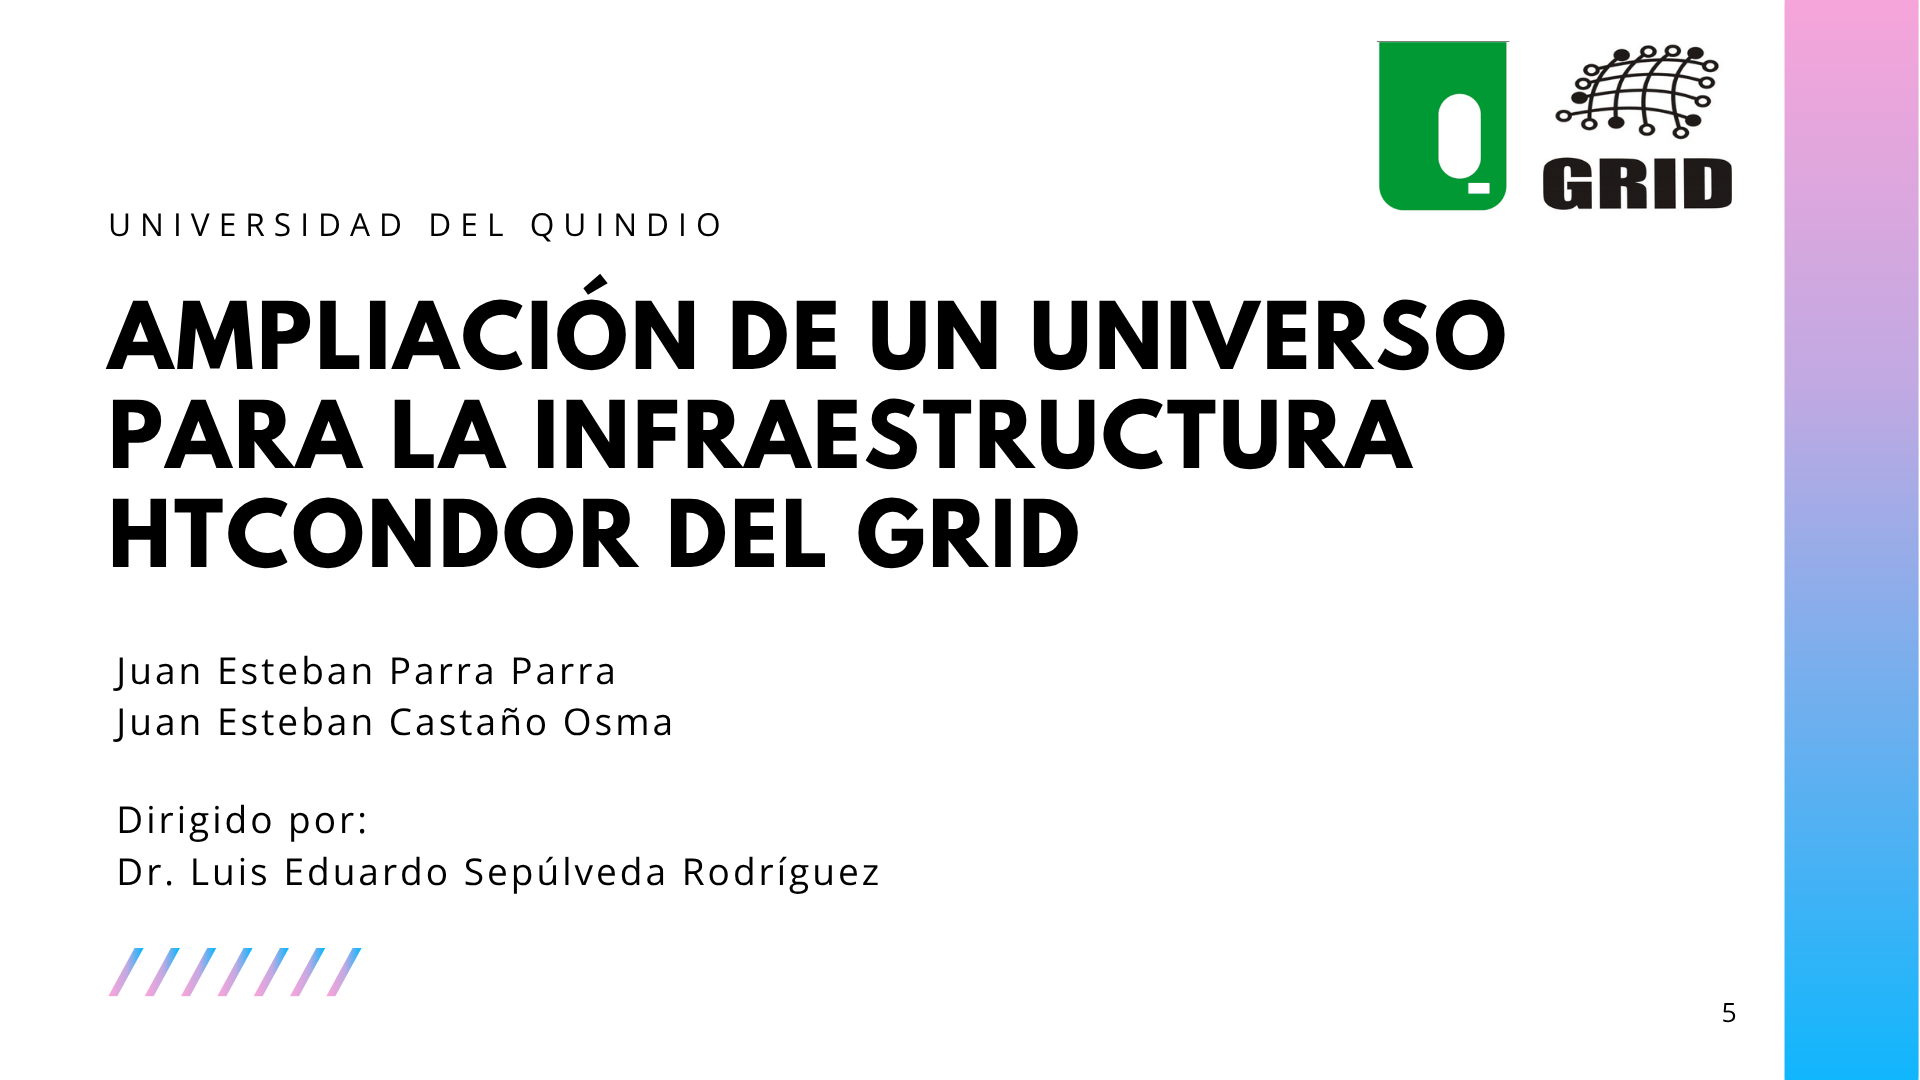 GRID
UNIVERSIDAD DEL QUINDIO
AMPLIACIÓN DE UN UNIVERSO
PARA LA INFRAESTRUCTURA
HTCONDOR DEL GRID
Juan Esteban Parra Parra
Juan Esteban Castaño Osma
Dirigido por:
Dr. Luis Eduardo Sepúlveda Rodríguez
5